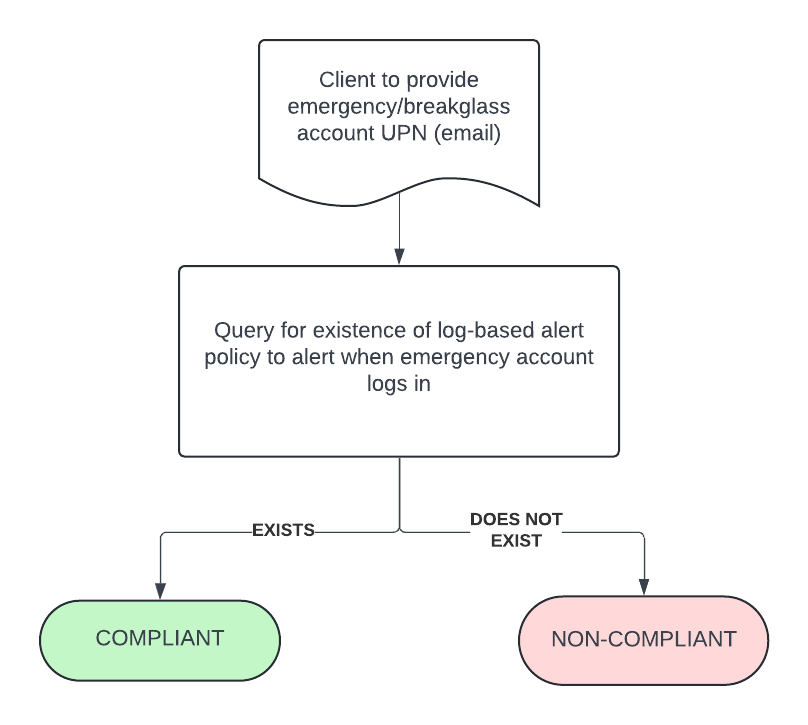 Client to provide
emergency/breakglass
account UPN (email)
Query for existence of log-based alert
policy to alert when emergency account
logs in
EXISTS
DOES NOT
EXIST
COMPLIANT
NON-COMPLIANT